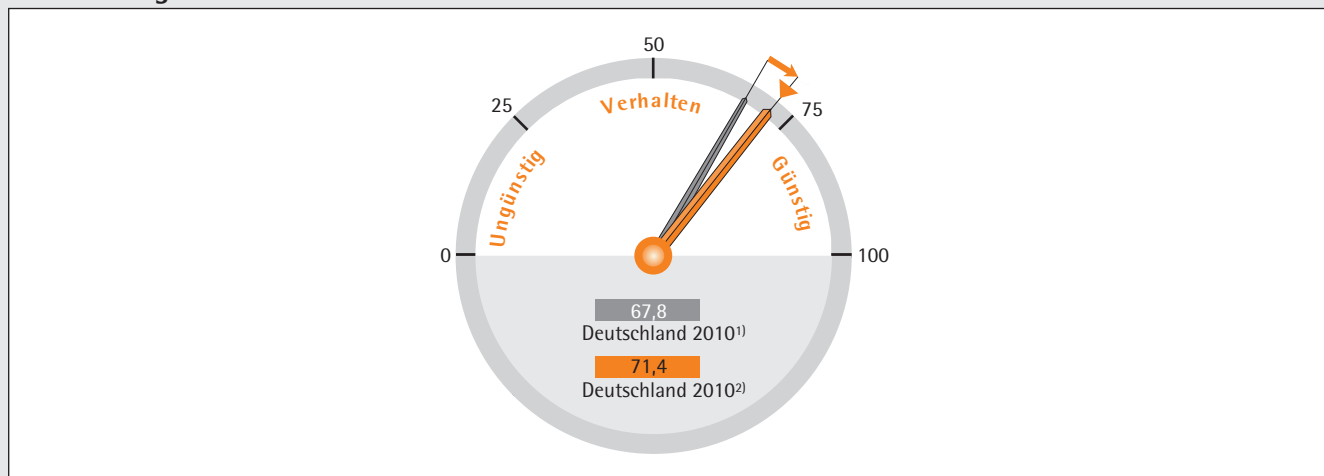 50
25
Verhalten
75
Ungünstig
Günstig
0
100
67,8
Deutschland 2010¹⁾
71,4
Deutschland 2010²⁾